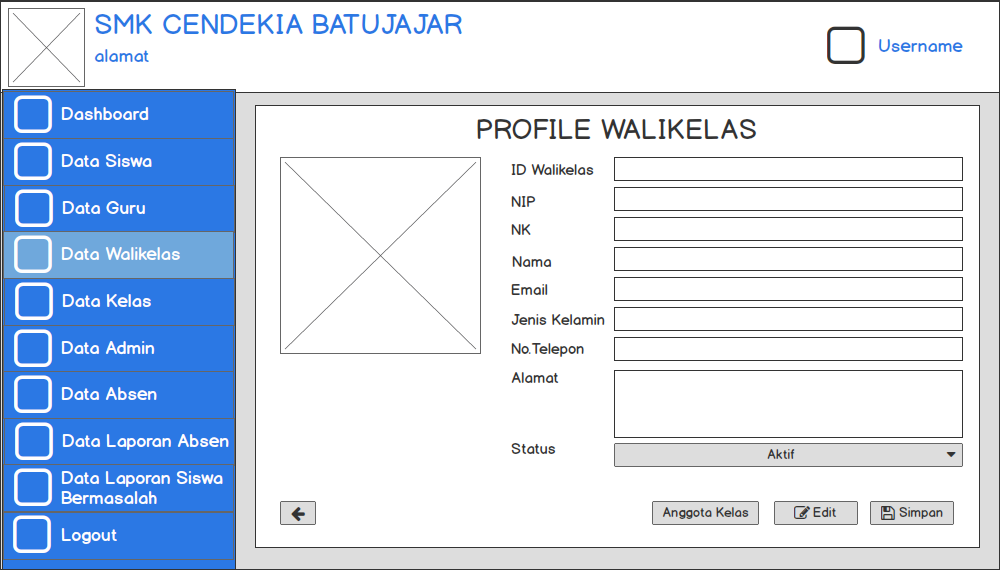 SMK CENDEKIA BATUJAJAR
alamat
Username
Dashboard
Data Siswa
Data Guru
Data Walikelas
Data Kelas
Data Admin
Data Absen
Data Laporan Absen
Data Laporan Siswa
Bermasalah
Logout
PROFILE WALIKELAS
ID Walikelas
NIP
NK
Nama
Email
Jenis Kelamin
No.Telepon
Alamat
Status
Aktif
Anggota Kelas
Edit
Simpan